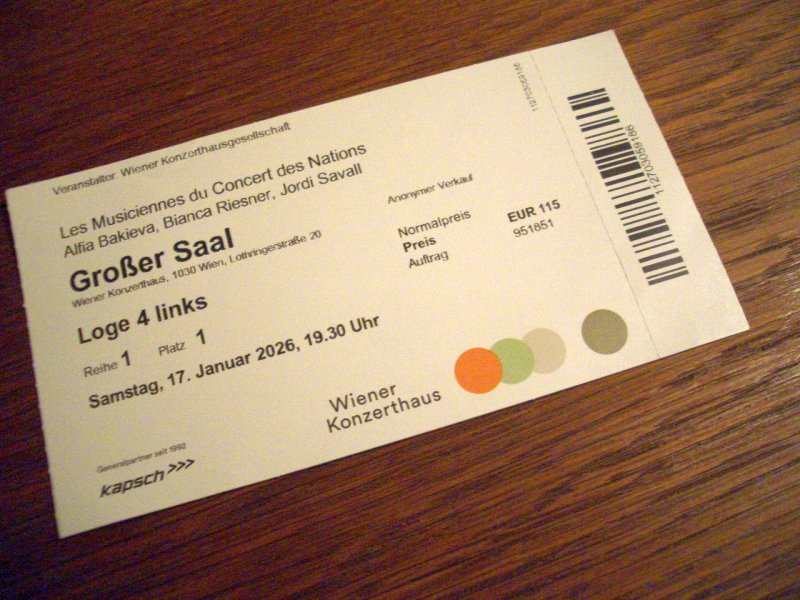 Veranstalter: Wiener Konzerthausgesellschaft
Les Musiciennes du Concert des Nations
Alfia Bakieva, Bianca Riesner, Jordi Savall
Großer Saal
Wiener Konzerthaus, 1030 Wien, Lothringerstraße 20
Loge 4 links
Reihe 1 Platz 1
Samstag, 17. Januar 2026, 19.30 Uhr
Anonymer Verkauf
Normalpreis
Preis EUR 115
Auftrag 951851
Wiener
Konzerthaus
Generalpartner seit 1992
kapsch >>>
112703059186
112703059186